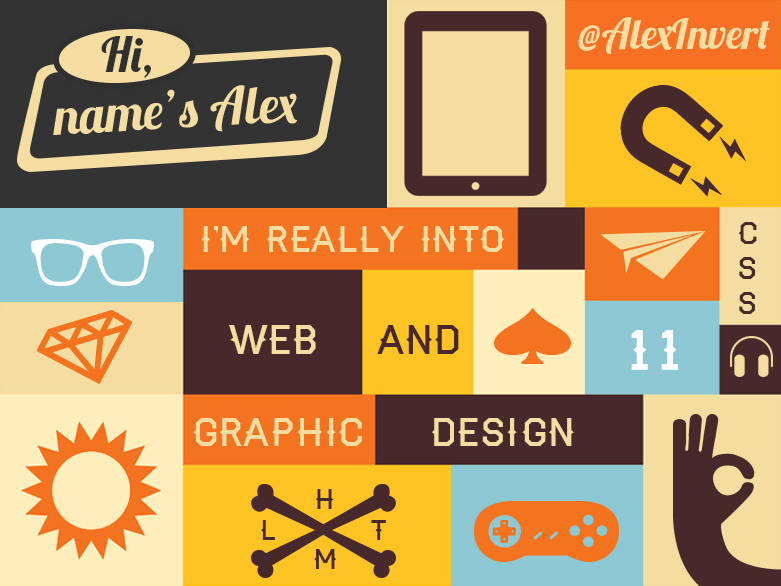 Hi,
name's Alex
@AlexInvert
I'M REALLY INTO
C
S
S
WEB
AND
11
GRAPHIC
DESIGN
H
L T
M